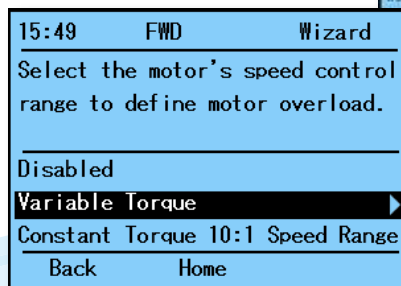 15:49 FWD Wizard
Select the motor's speed control
range to define motor overload.
Disabled
Variable Torque
Constant Torque 10:1 Speed Range
Back Home